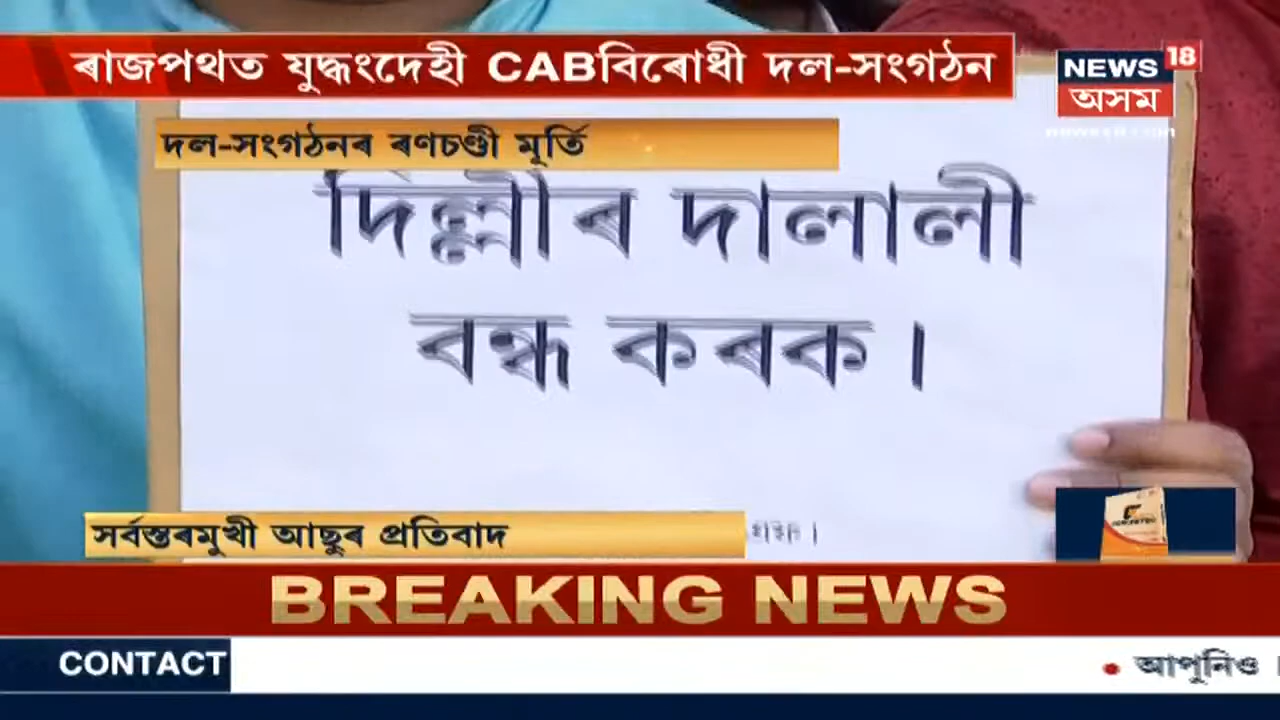 ৰাজপথত যুদ্ধংদেহী CABবিৰোধী দল-সংগঠন
NEWS 18
অসম
দল-সংগঠনৰ ৰণচণ্ডী মূৰ্তি
দিল্লীৰ দালালী
বন্ধ কৰক ।
সৰ্বস্তৰমুখী আছুৰ প্ৰতিবাদ
BREAKING NEWS
CONTACT
আপুনিও